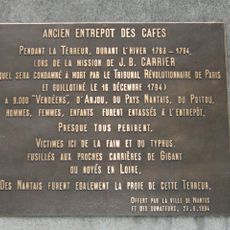 ANCIEN ENTREPOT DES CAFES
PENDANT LA TERREUR, DURANT L'HIVER 1793 - 1794,
LORS DE LA MISSION DE J.B. CARRIER
QUEL SERA CONDAMNÉ À MORT PAR LE TRIBUNAL RÉVOLUTIONNAIRE DE PARIS
ET GUILLOTINÉ LE 16 DÉCEMBRE 1794)
"VENDÉENS", D'ANJOU, DU PAYS NANTAIS, DU POITOU,
HOMMES, FEMMES, ENFANTS FURENT ENTASSÉS À L'ENTREPÔT.
PRESQUE TOUS PÉRIRENT.
VICTIMES ICI DE LA FAIM ET DU TYPHUS,
FUSILLÉS AUX PROCHES CARRIÈRES DE GIGANT
OU NOYÉS EN LOIRE.
DES NANTAIS FURENT ÉGALEMENT LA PROIE DE CETTE TERREUR.
OFFERT PAR LA VILLE DE NANTES
ET DES DONATEURS,